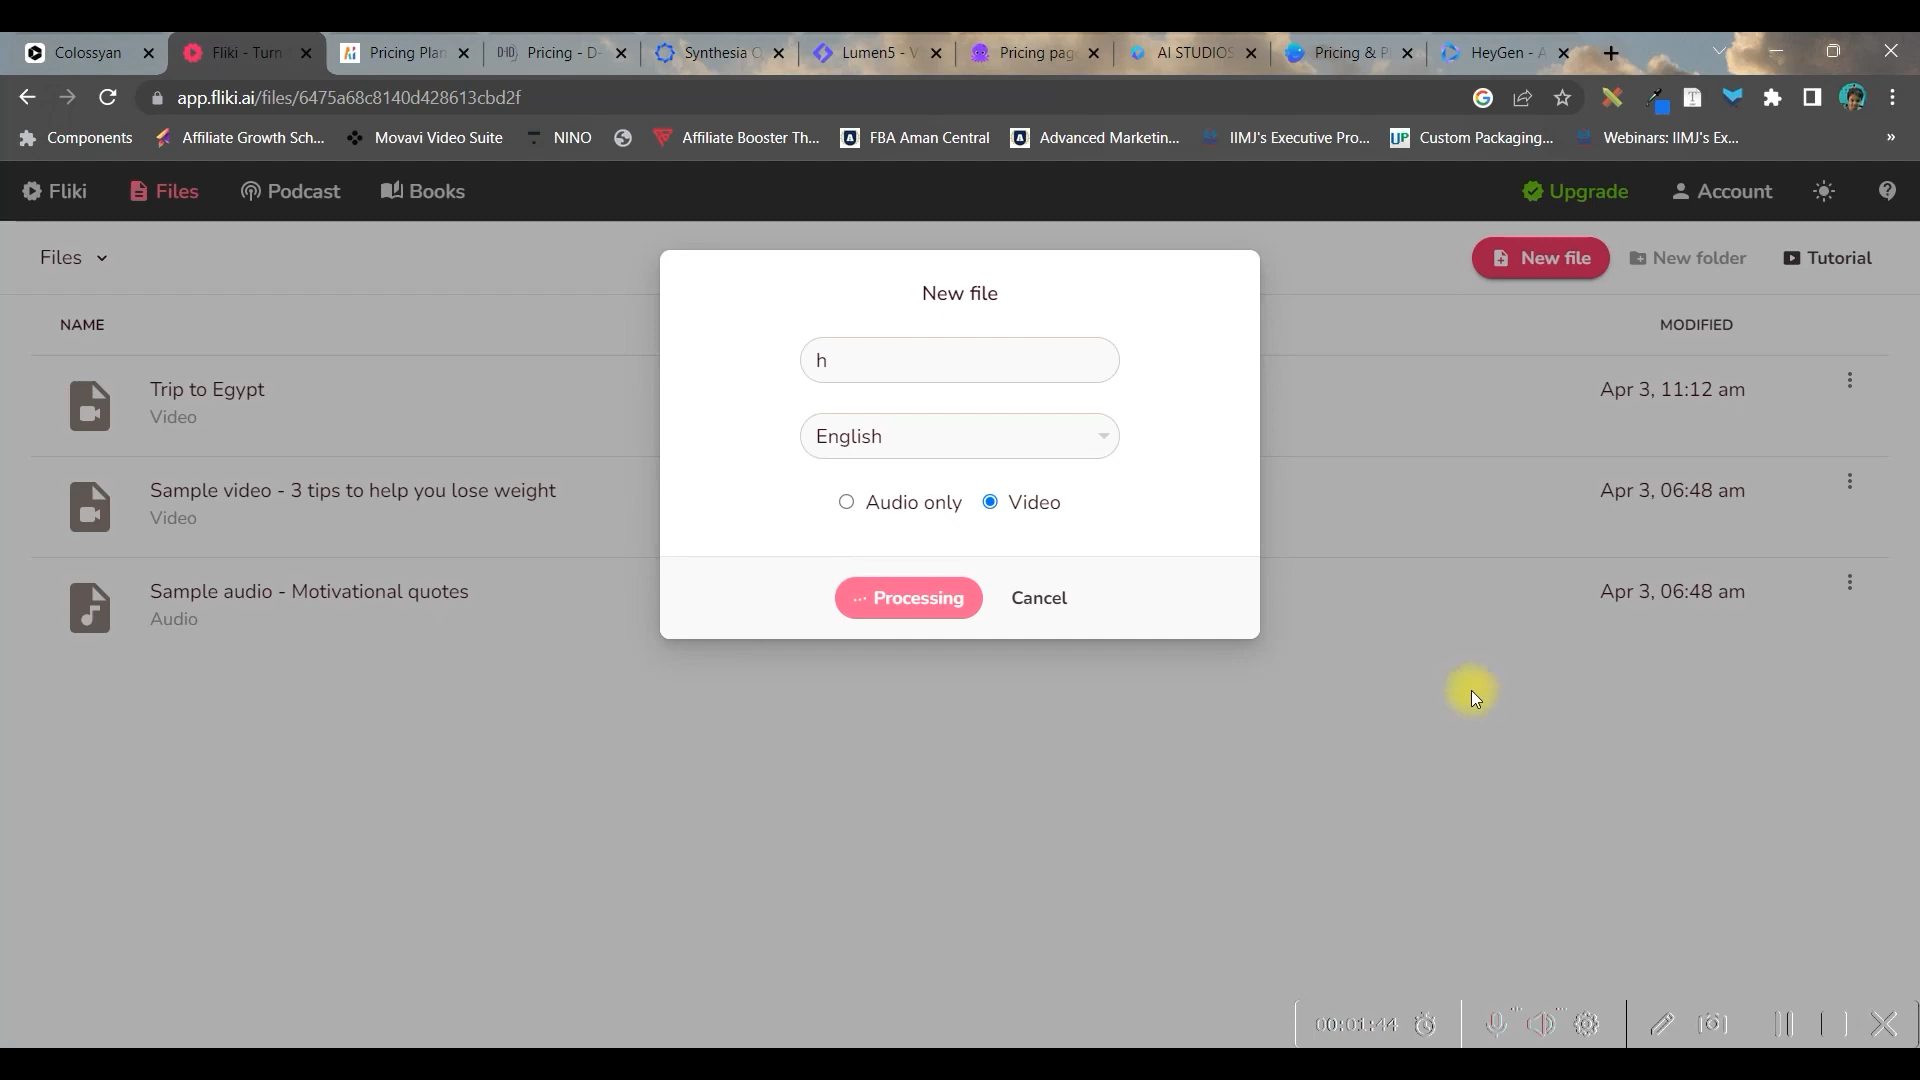 Colossyan
Fliki - Turn
Pricing Plan
Pricing - D-
Synthesia
Lumen5 - V
Pricing pag
AI STUDIOS
Pricing & P
HeyGen - A
app.fliki.ai/files/6475a68c8140d428613cbd2f
Components
Affiliate Growth Sch...
Movavi Video Suite
NINO
Affiliate Booster Th...
FBA Aman Central
Advanced Marketin...
IIMJ's Executive Pro...
Custom Packaging...
Webinars: IIMJ's Ex...
»
Fliki
Files
Podcast
Books
Upgrade
Account
Files
New file
New folder
Tutorial
NAME
MODIFIED
Trip to Egypt
Video
Apr 3, 11:12 am
Sample video - 3 tips to help you lose weight
Video
Apr 3, 06:48 am
Sample audio - Motivational quotes
Audio
Apr 3, 06:48 am
New file
h
English
Audio only
Video
··· Processing
Cancel
00:01:44